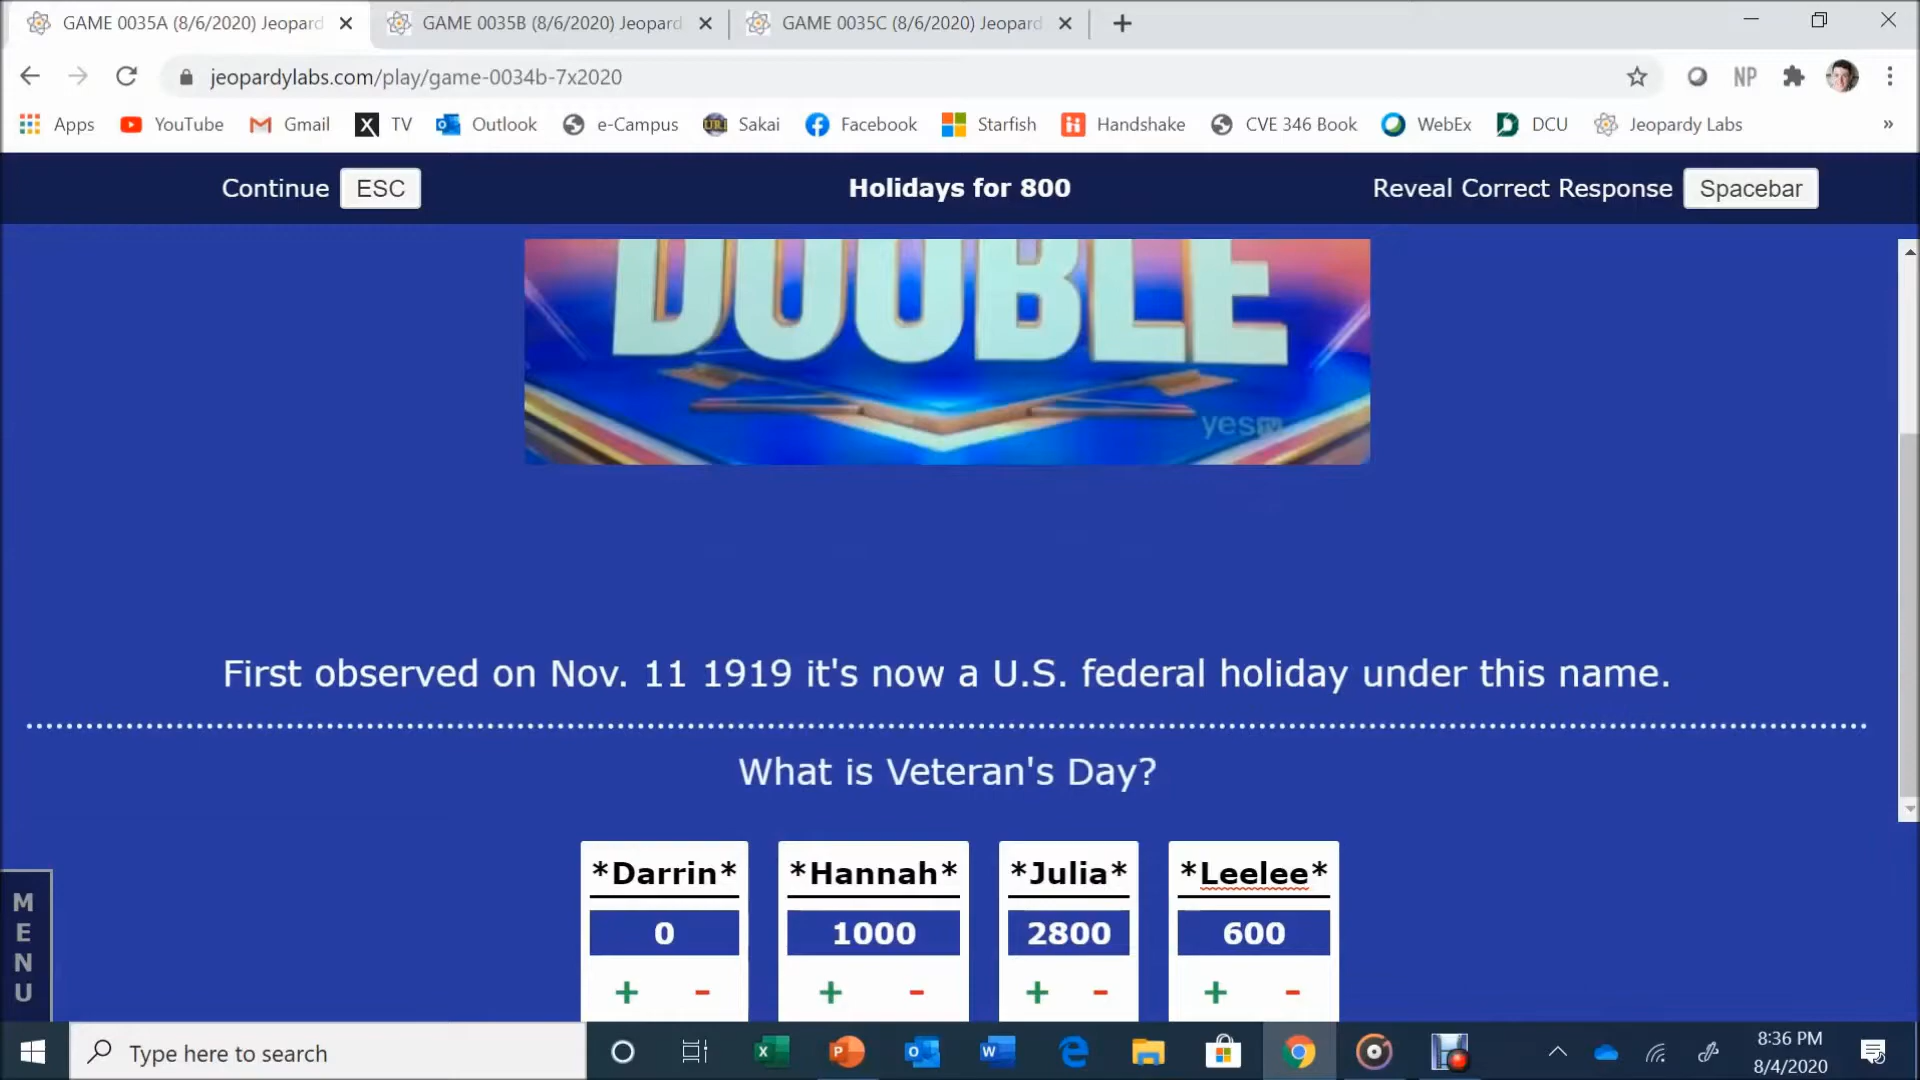 GAME 0035A (8/6/2020) Jeopard
GAME 0035B (8/6/2020) Jeopard
GAME 0035C (8/6/2020) Jeopard
jeopardylabs.com/play/game-0034b-7x2020
NP
Apps YouTube Gmail X TV Outlook e-Campus URI Sakai Facebook Starfish Handshake CVE 346 Book WebEx DCU Jeopardy Labs »
Continue ESC Holidays for 800 Reveal Correct Response Spacebar
DOUBLE
yes TV
First observed on Nov. 11 1919 it's now a U.S. federal holiday under this name.
What is Veteran's Day?
*Darrin* *Hannah* *Julia* *Leelee*
0 1000 2800 600
+ - + - + - + -
MENU
Type here to search
8:36 PM
8/4/2020